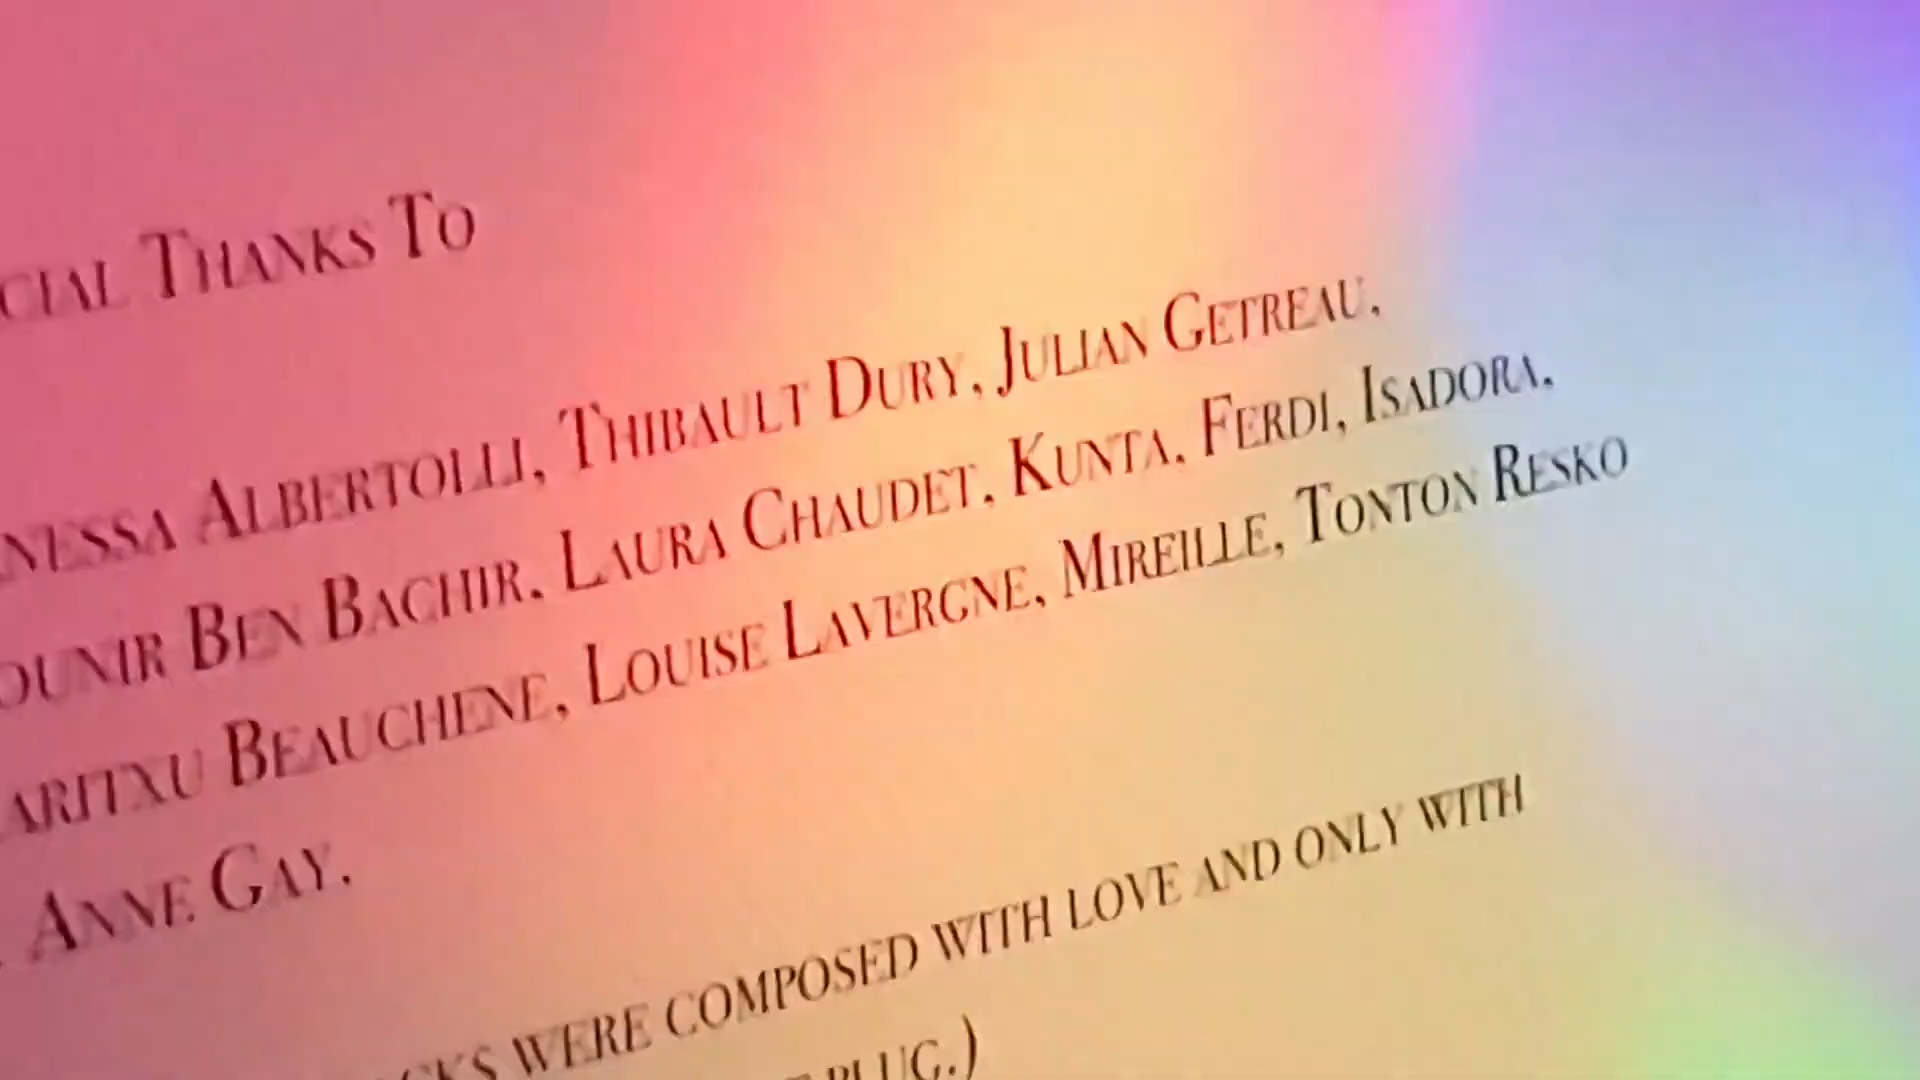 THANKS TO
ALBERTOLLI, THIBAULT DURY, JULIAN GETREAU,
BEN BACHIR, LAURA CHAUDET, KUNTA, FERDI, ISADORA,
BEAUCHENE, LOUISE LAVERGNE, MIREILLE, TONTON RESKO
ANNE GAY.
WERE COMPOSED WITH LOVE AND ONLY WITH
PLUG.)